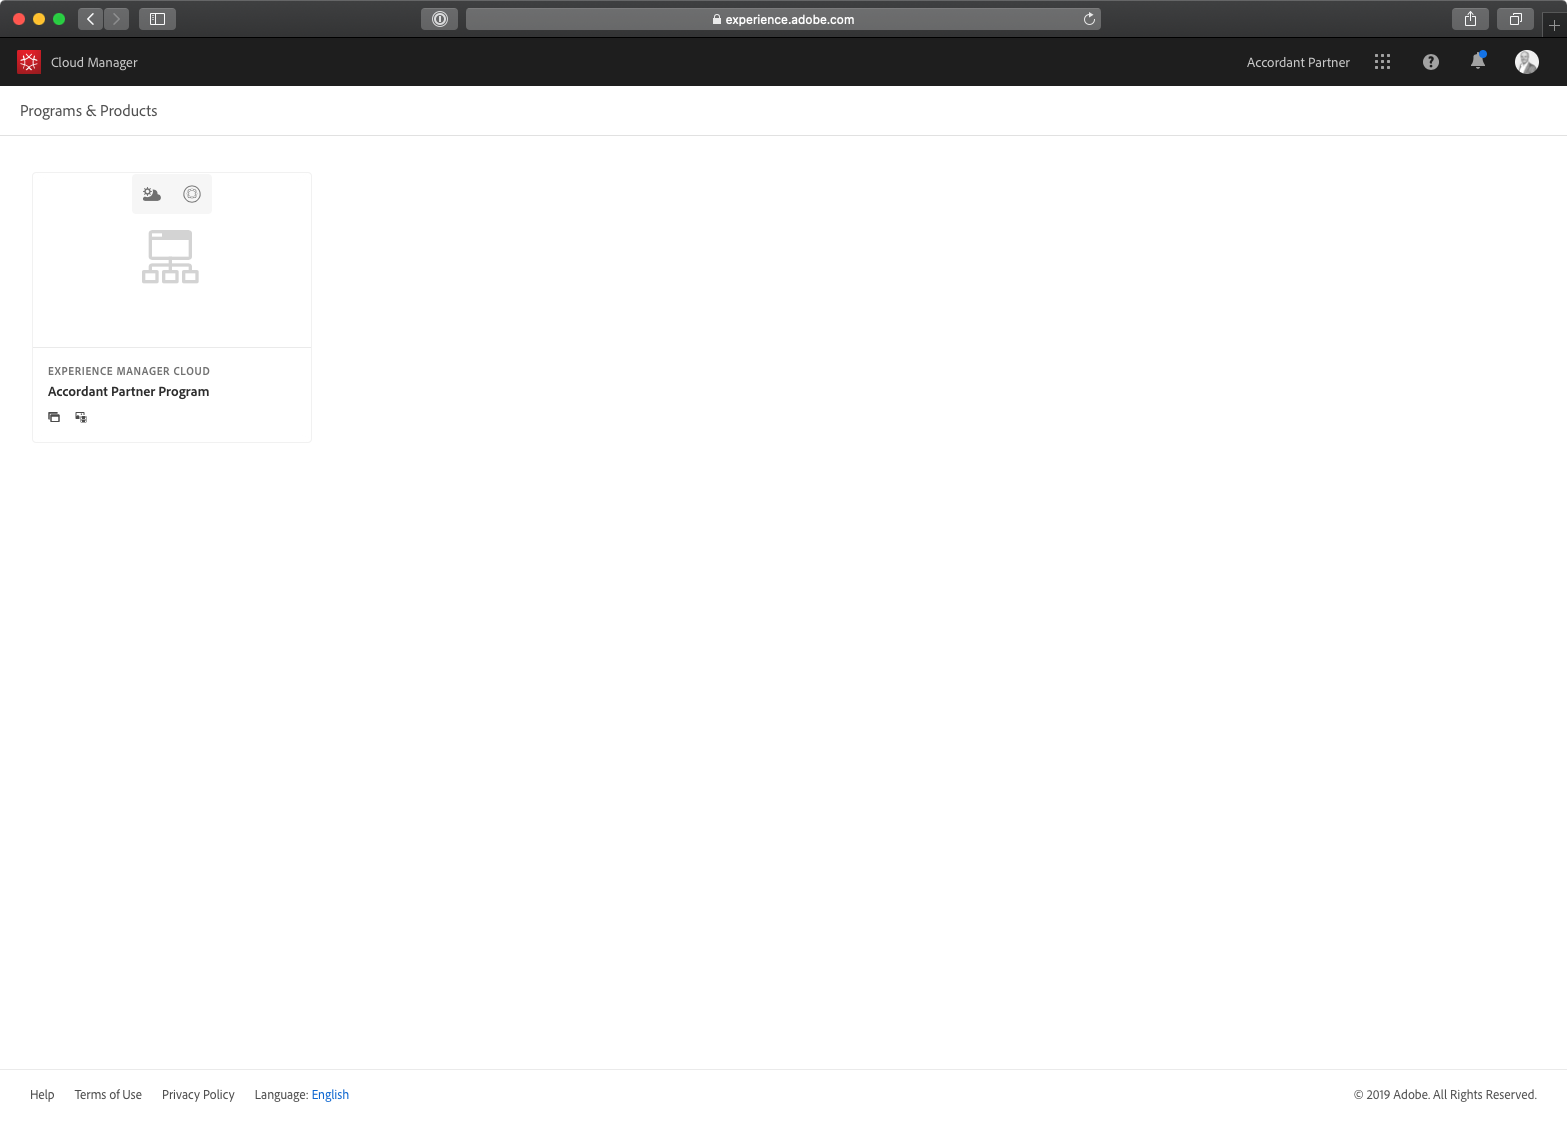 experience.adobe.com
Cloud Manager
Accordant Partner
Programs & Products
EXPERIENCE MANAGER CLOUD
Accordant Partner Program
Help Terms of Use Privacy Policy Language: English
© 2019 Adobe. All Rights Reserved.